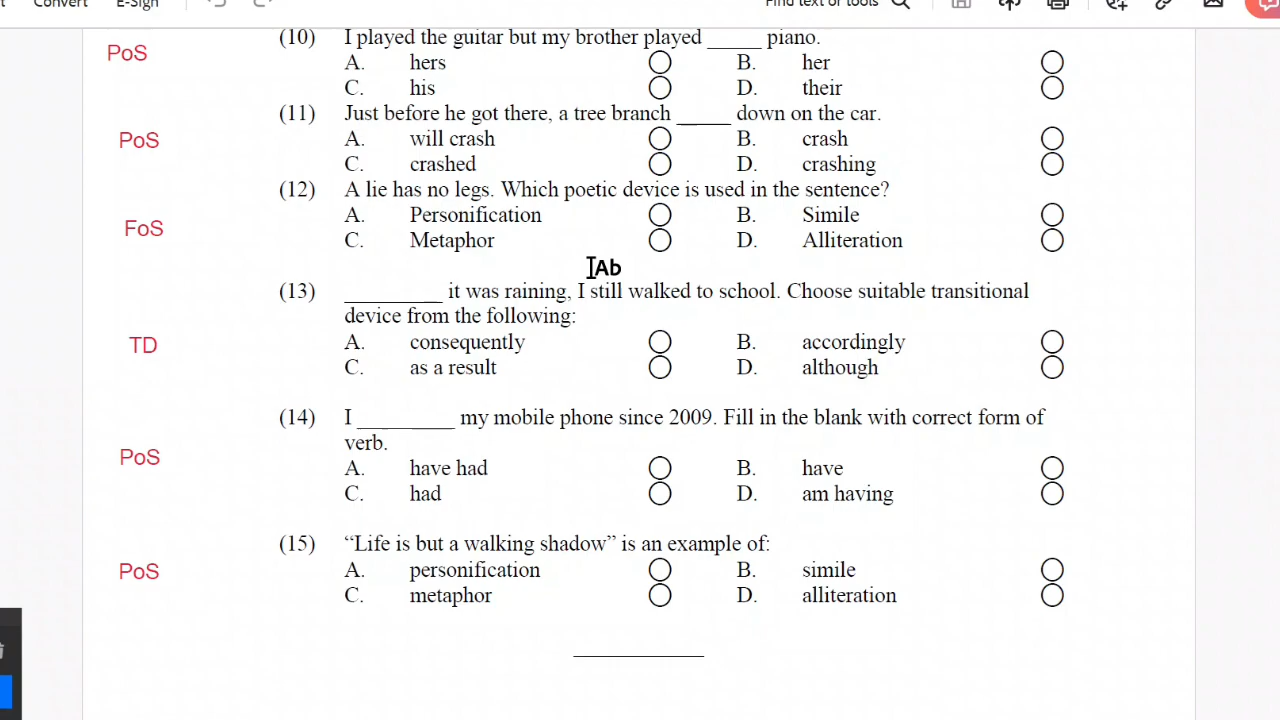 Convert E-Sign Find text or tools
(10) I played the guitar but my brother played _____ piano.
PoS
A. hers B. her
C. his D. their
(11) Just before he got there, a tree branch _____ down on the car.
PoS
A. will crash B. crash
C. crashed D. crashing
(12) A lie has no legs. Which poetic device is used in the sentence?
FoS
A. Personification B. Simile
C. Metaphor D. Alliteration
Ab
(13) _________ it was raining, I still walked to school. Choose suitable transitional
device from the following:
TD
A. consequently B. accordingly
C. as a result D. although
(14) I _________ my mobile phone since 2009. Fill in the blank with correct form of
verb.
PoS
A. have had B. have
C. had D. am having
(15) “Life is but a walking shadow” is an example of:
PoS
A. personification B. simile
C. metaphor D. alliteration